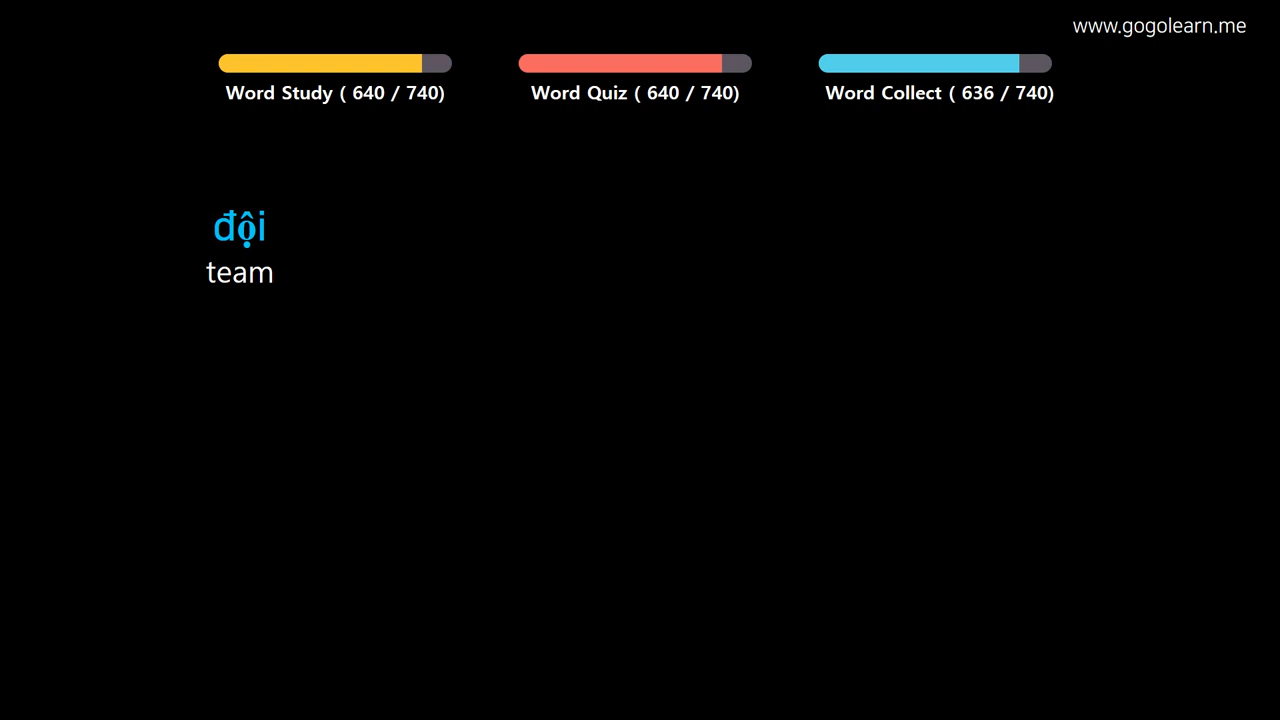 www.gogolearn.me
Word Study ( 640 / 740)
Word Quiz ( 640 / 740)
Word Collect ( 636 / 740)
đội
team